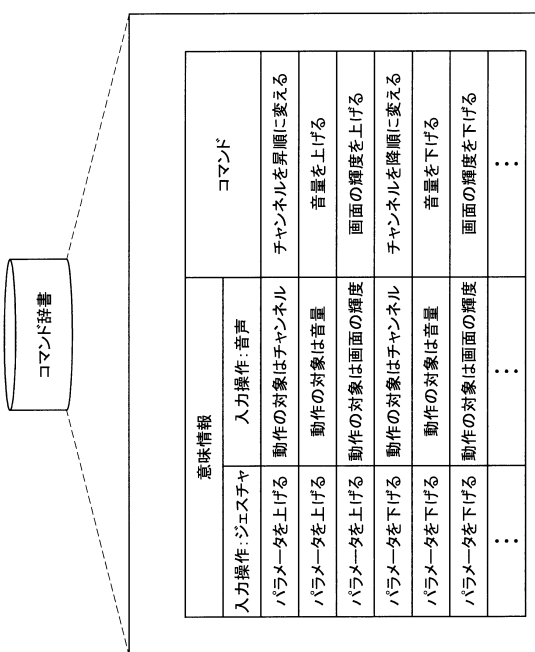 コマンド辞書
意味情報 コマンド
入力操作:ジェスチャ 入力操作:音声
パラメータを上げる 動作の対象はチャンネル チャンネルを昇順に変える
パラメータを上げる 動作の対象は音量 音量を上げる
パラメータを上げる 動作の対象は画面の輝度 画面の輝度を上げる
パラメータを下げる 動作の対象はチャンネル チャンネルを降順に変える
パラメータを下げる 動作の対象は音量 音量を下げる
パラメータを下げる 動作の対象は画面の輝度 画面の輝度を下げる
⋮ ⋮ ⋮